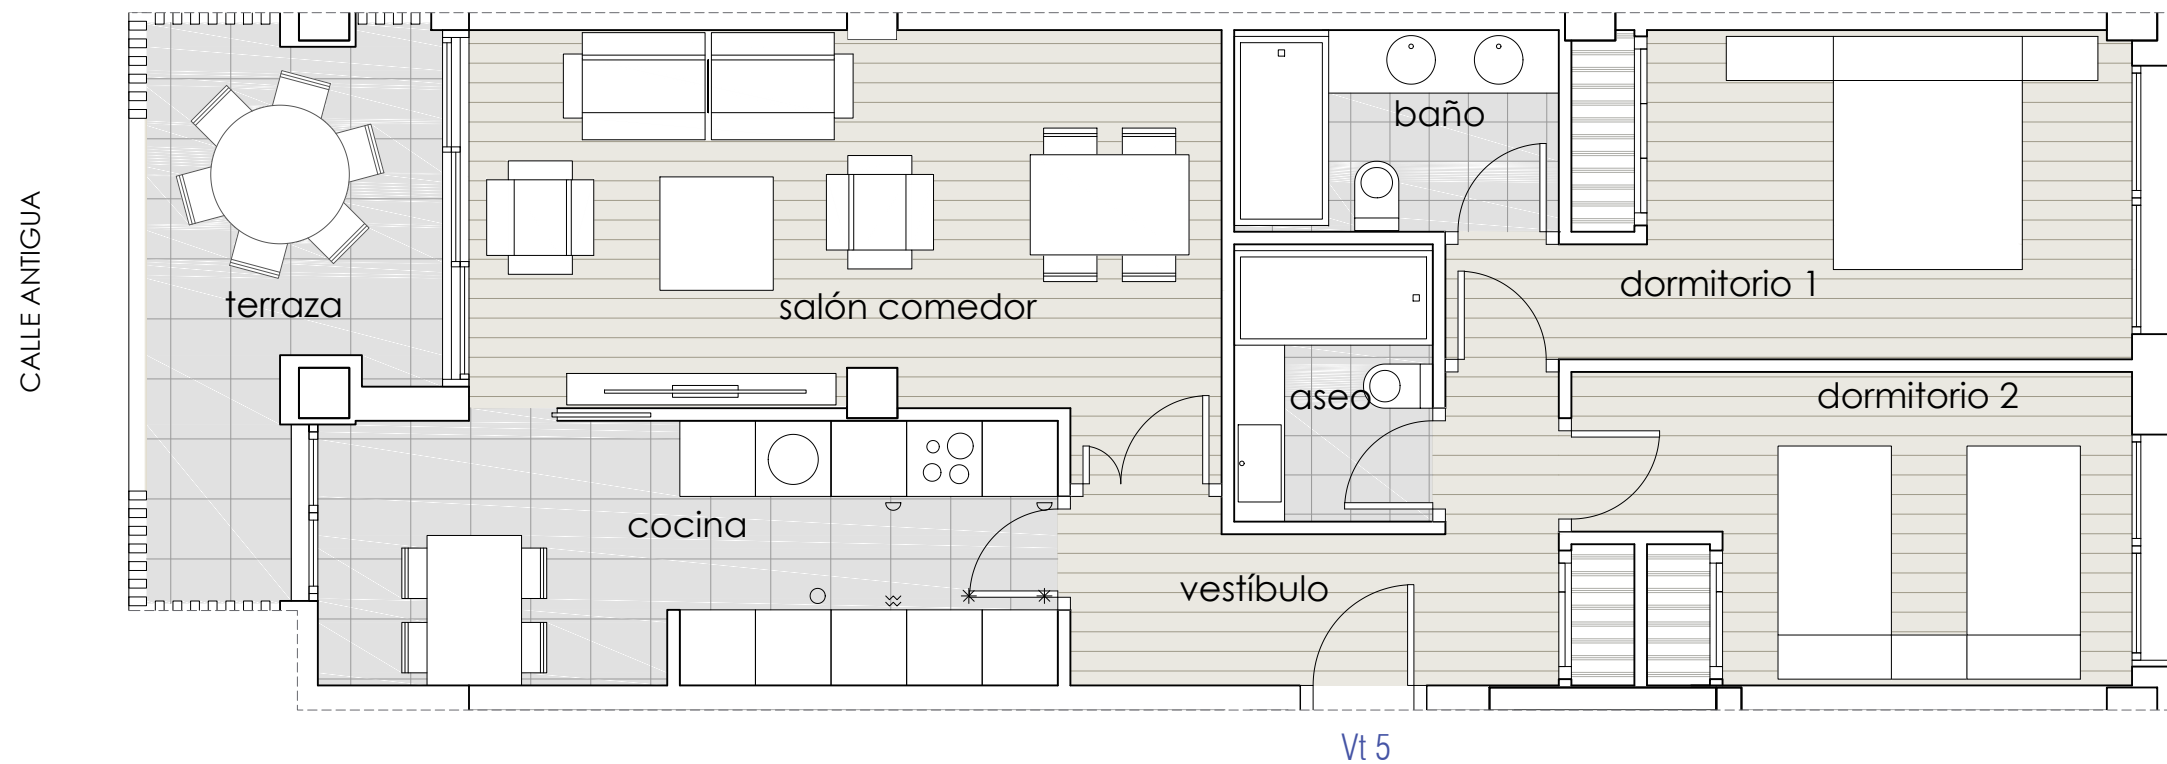 CALLE ANTIGUA
terraza
salón comedor
baño
dormitorio 1
aseo
dormitorio 2
cocina
vestíbulo
Vt 5